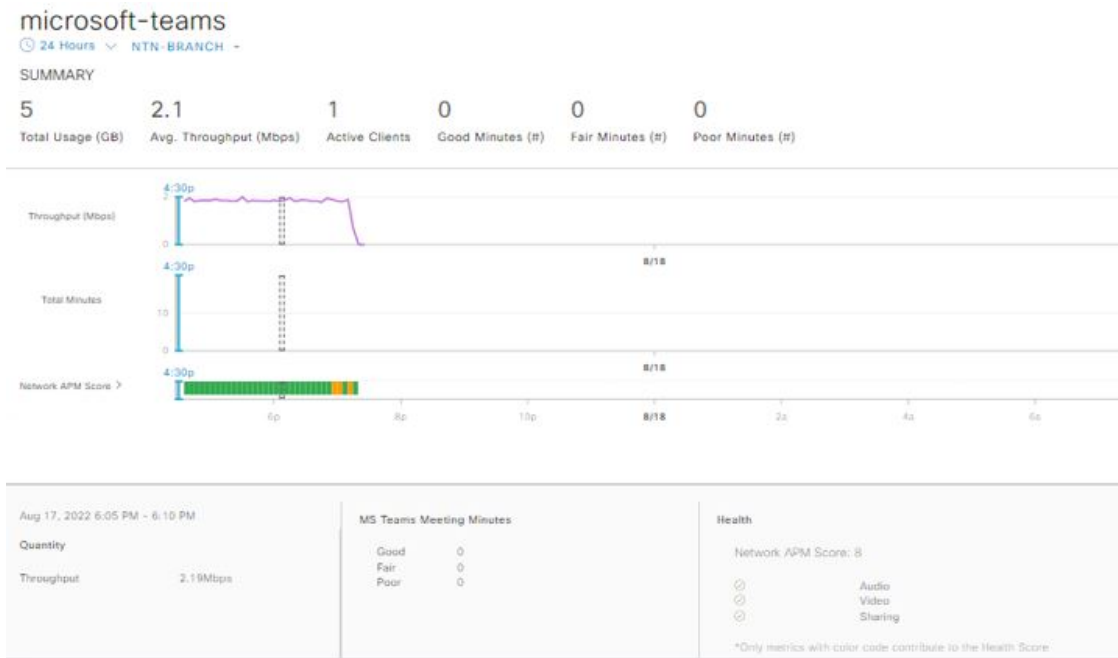 microsoft-teams
24 Hours NTN-BRANCH -
SUMMARY
5 2.1 1 0 0 0
Total Usage (GB) Avg. Throughput (Mbps) Active Clients Good Minutes (#) Fair Minutes (#) Poor Minutes (#)
4:30p
Throughput (Mbps)
0
8/18
4:30p
Total Minutes
10
0
8/18
4:30p
Network APM Score >
6p 8p 10p 8/18 2a 4a 6a
Aug 17, 2022 6:05 PM - 6:10 PM
Quantity
Throughput 2.19Mbps
MS Teams Meeting Minutes
Good 0
Fair 0
Poor 0
Health
Network APM Score: 8
Audio
Video
Sharing
*Only metrics with color code contribute to the Health Score